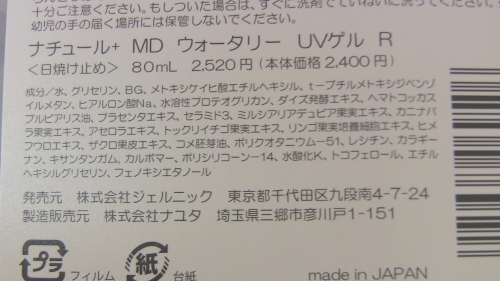 十分ご注意ください。もしついた場合は、すぐに洗剤でていねいに洗ってください。
幼児の手の届く場所には保管しないでください。
ナチュール+ MD ウォータリー UVゲル R
<日焼け止め> 80mL 2,520円(本体価格 2,400円)
成分/水、グリセリン、BG、メトキシケイヒ酸エチルヘキシル、t-ブチルメトキシジベンゾ
イルメタン、ヒアルロン酸Na、水溶性プロテオグリカン、ダイズ発酵エキス、ヘマトコッカス
プルビアリス油、プラセンタエキス、セラミド3、ミルシアリアデュビア果実エキス、カニナバ
ラ果実エキス、アセロラエキス、トックリイチゴ果実エキス、リンゴ果実培養細胞エキス、ヒメ
フウロエキス、ザクロ果皮エキス、コメ胚芽油、ポリクオタニウム-51、レシチン、カラギー
ナン、キサンタンガム、カルボマー、ポリシリコーン-14、水酸化K、トコフェロール、エチル
ヘキシルグリセリン、フェノキシエタノール
発売元 株式会社ジェルニック 東京都千代田区九段南4-7-24
製造販売元 株式会社ナユタ 埼玉県三郷市彦川戸1-151
プラ フィルム 紙 台紙 made in JAPAN